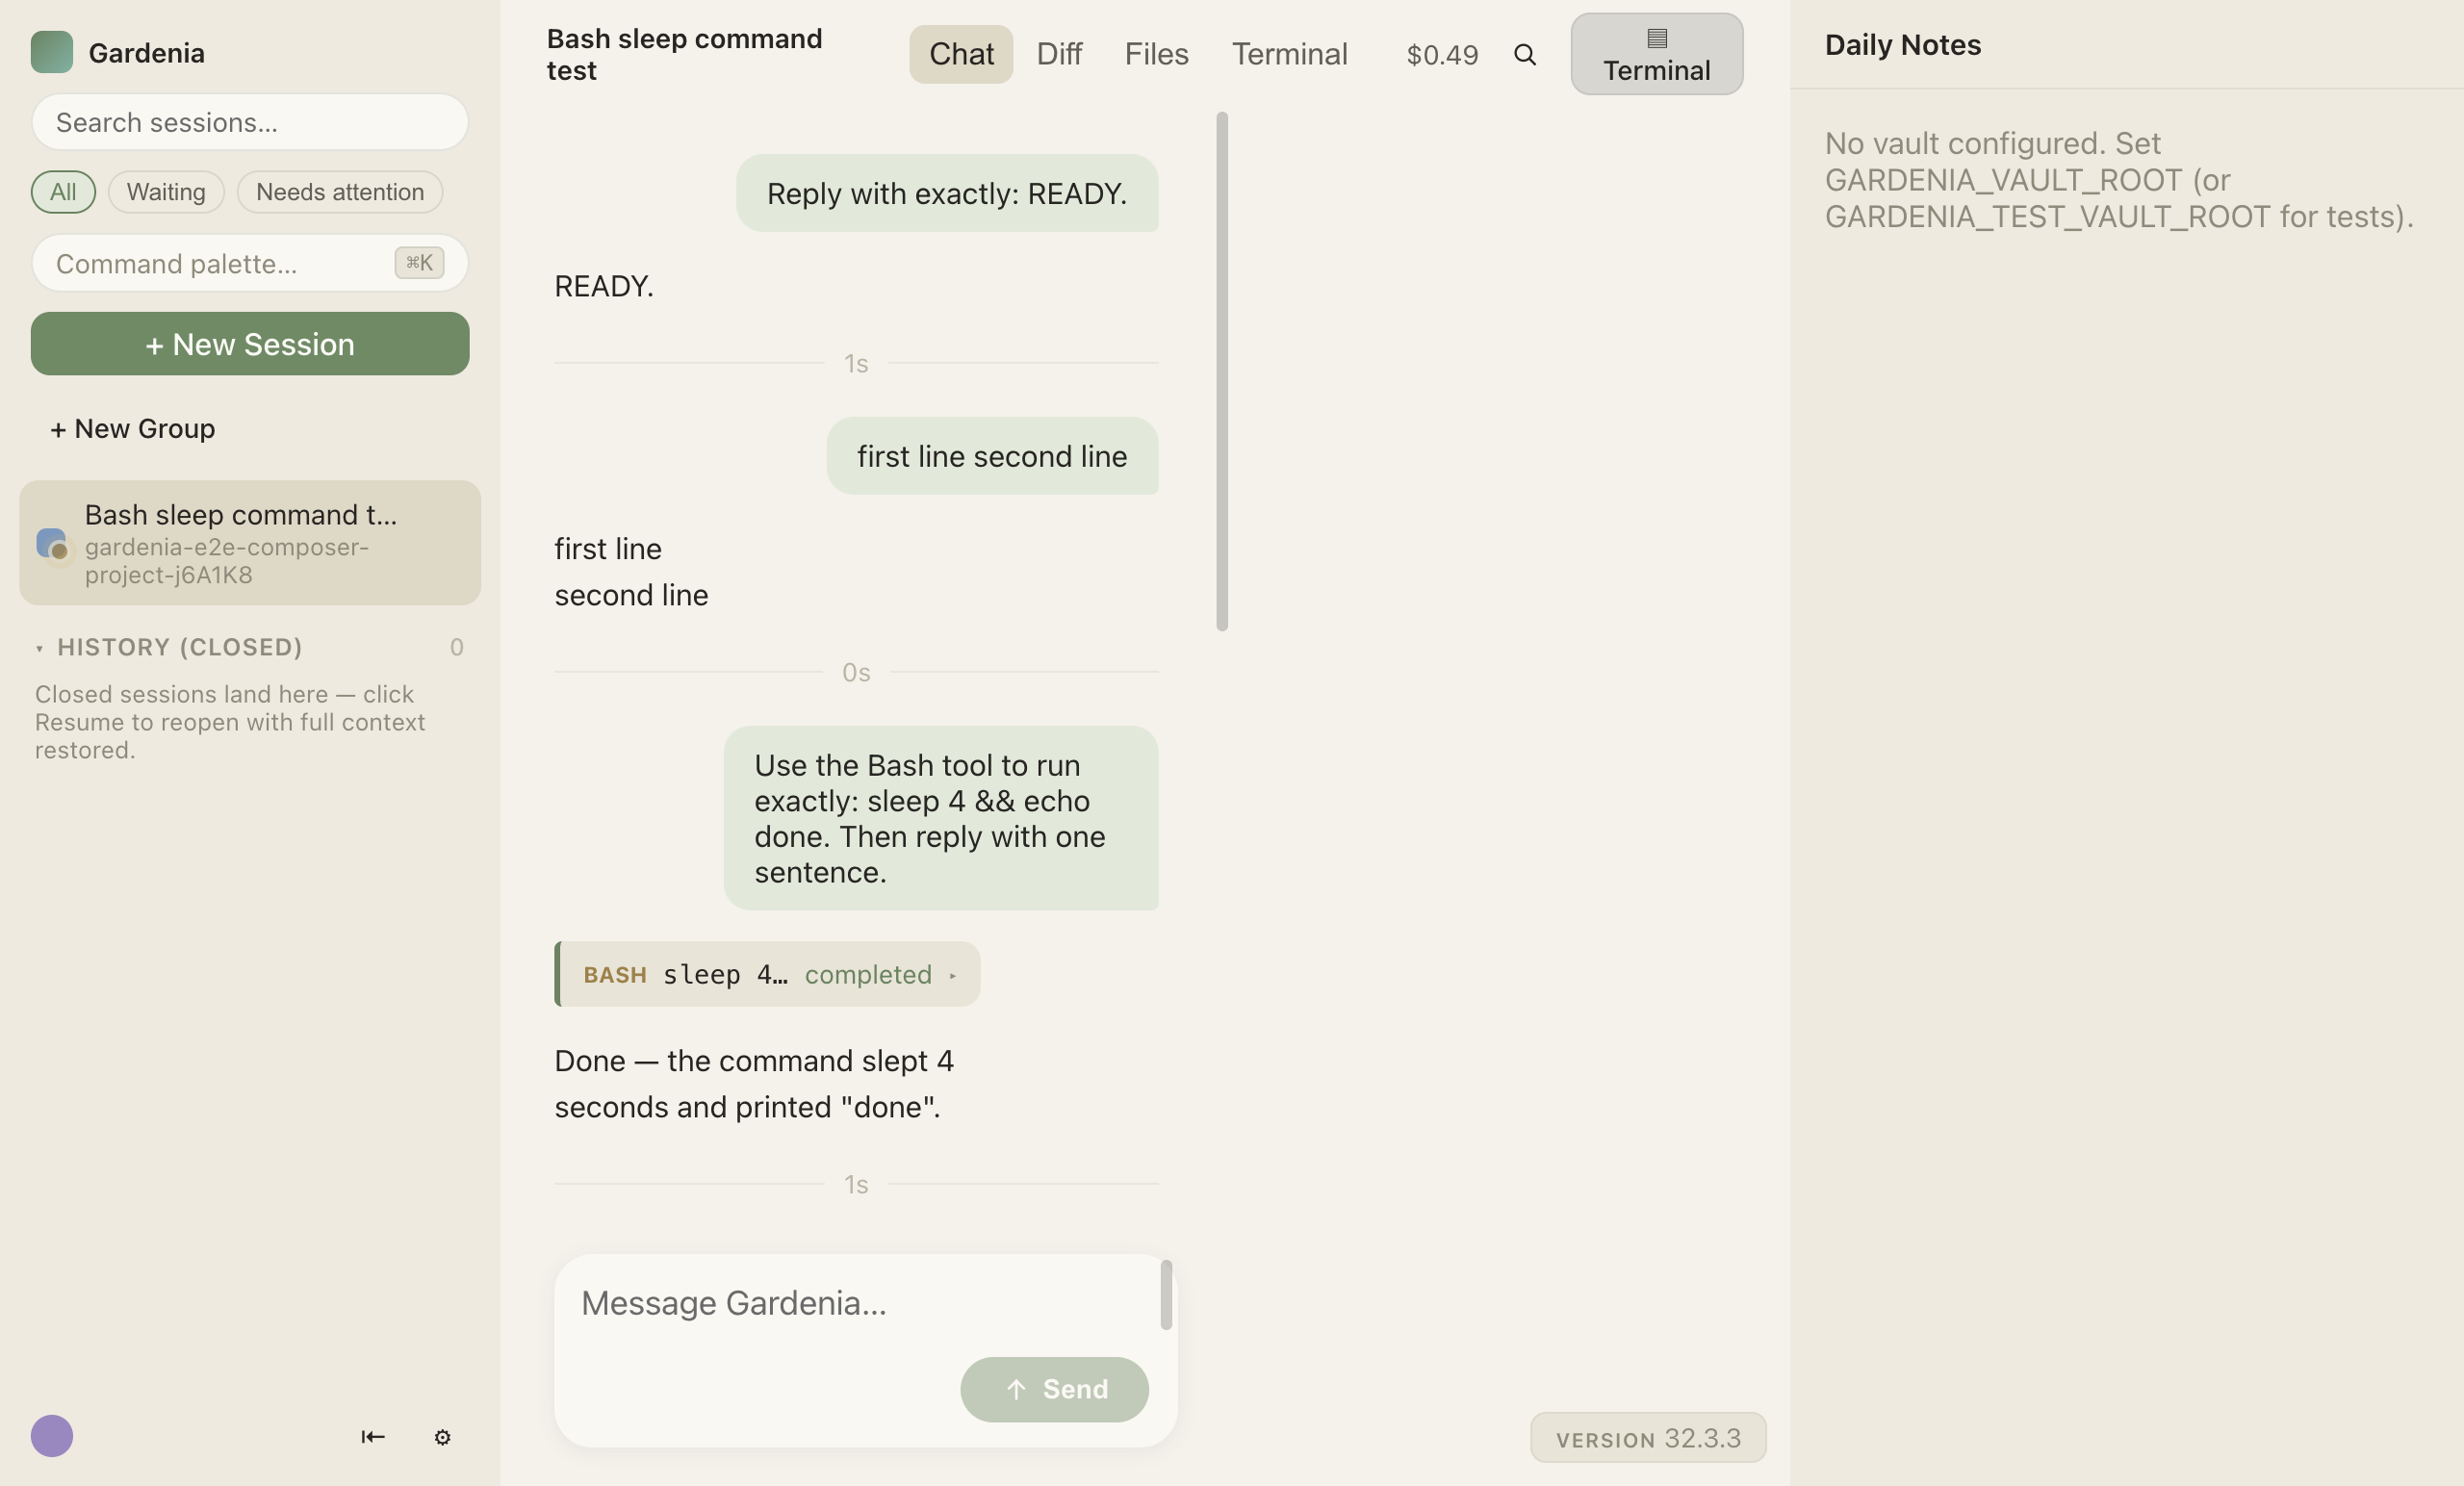 Gardenia
Search sessions...
All
Waiting
Needs attention
Command palette...
⌘K
+ New Session
+ New Group
Bash sleep command t...
gardenia-e2e-composer-
project-j6A1K8
HISTORY (CLOSED)
0
Closed sessions land here — click
Resume to reopen with full context
restored.
Bash sleep command
test
Chat
Diff
Files
Terminal
$0.49
Terminal
Reply with exactly: READY.
READY.
1s
first line second line
first line
second line
0s
Use the Bash tool to run
exactly: sleep 4 && echo
done. Then reply with one
sentence.
BASH sleep 4… completed
Done — the command slept 4
seconds and printed "done".
1s
Message Gardenia...
↑ Send
VERSION 32.3.3
Daily Notes
No vault configured. Set
GARDENIA_VAULT_ROOT (or
GARDENIA_TEST_VAULT_ROOT for tests).